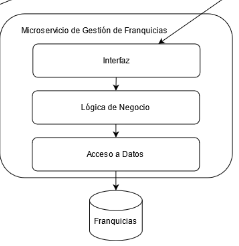 Microservicio de Gestión de Franquicias
Interfaz
Lógica de Negocio
Acceso a Datos
Franquicias